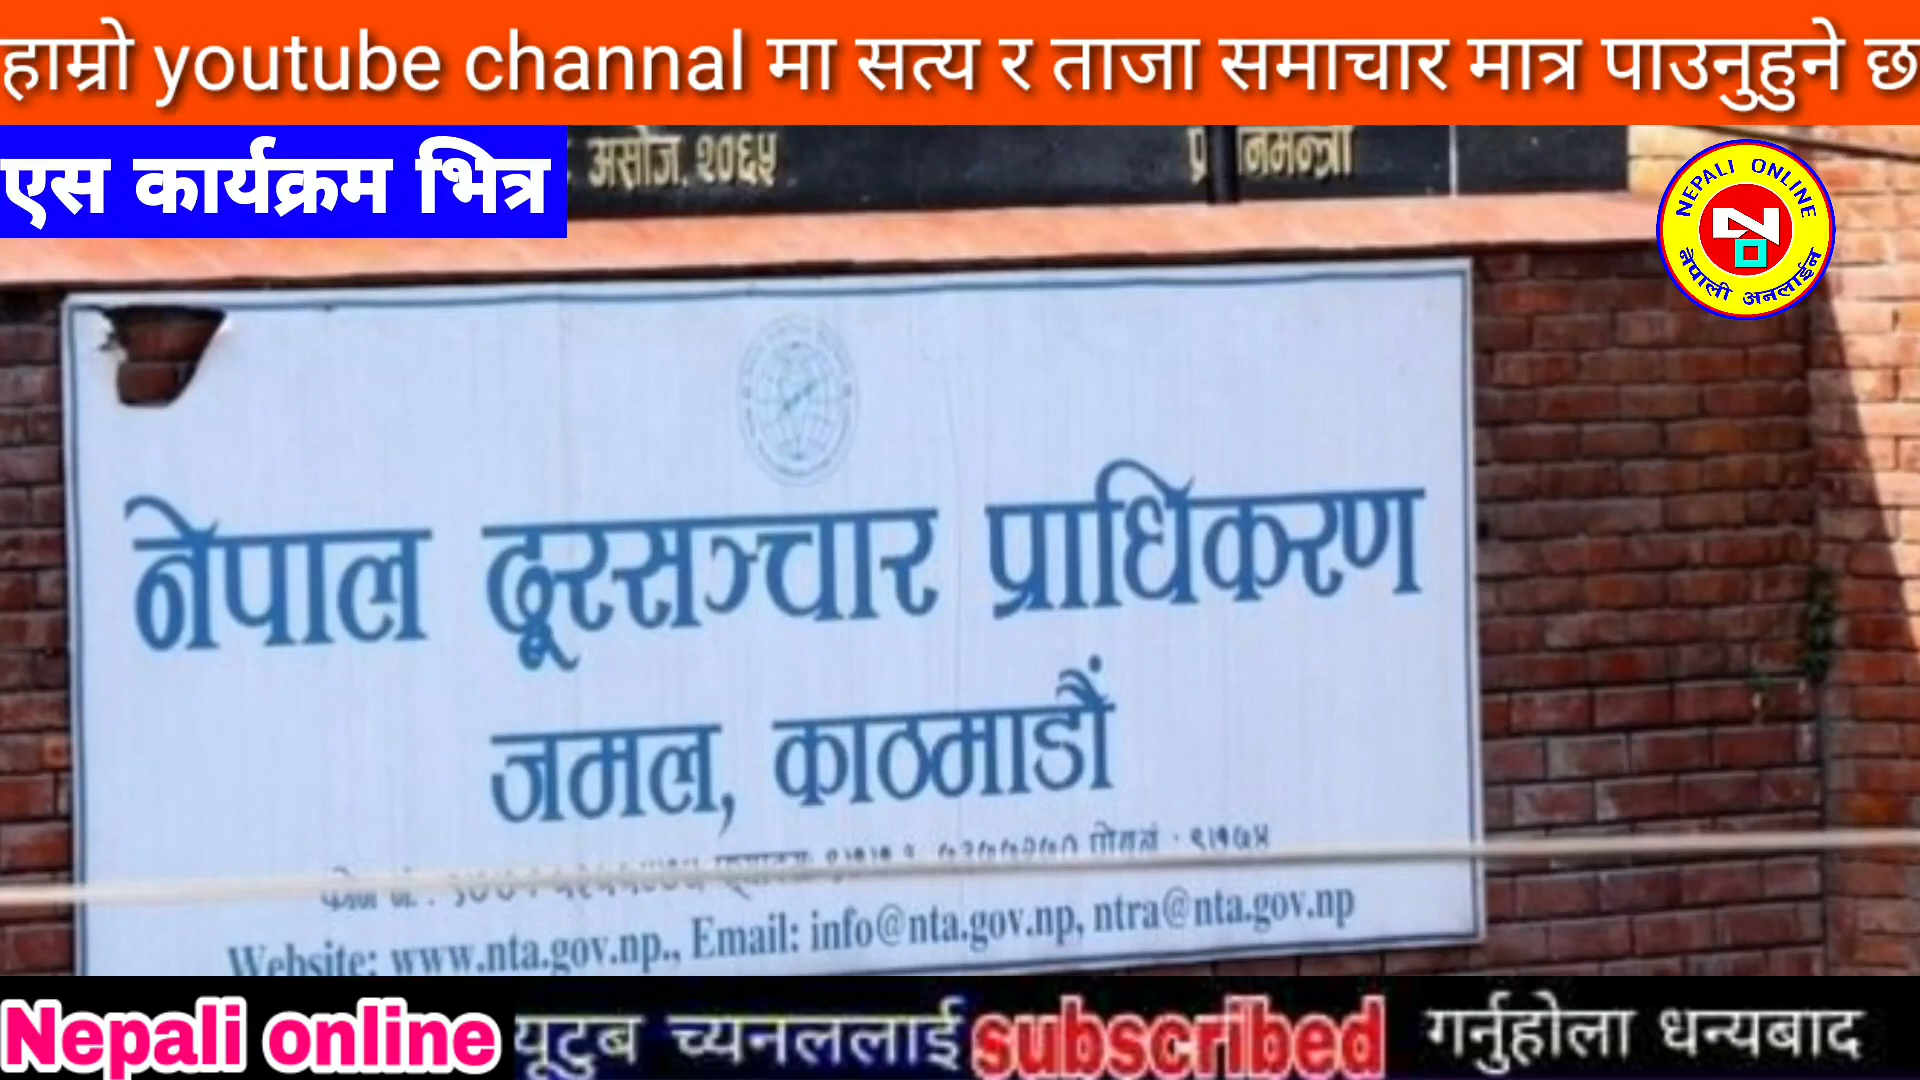 हाम्रो youtube channal मा सत्य र ताजा समाचार मात्र पाउनुहुने छ
एस कार्यक्रम भित्र
असोज, २०६५
NEPALI ONLINE
नेपाली अनलाईन
नेपाल दूरसञ्चार प्राधिकरण
जमल, काठमाडौं
Website: www.nta.gov.np., Email: info@nta.gov.np, ntra@nta.gov.np
Nepali online यूटुब च्यनललाई subscribed गर्नुहोला धन्यबाद